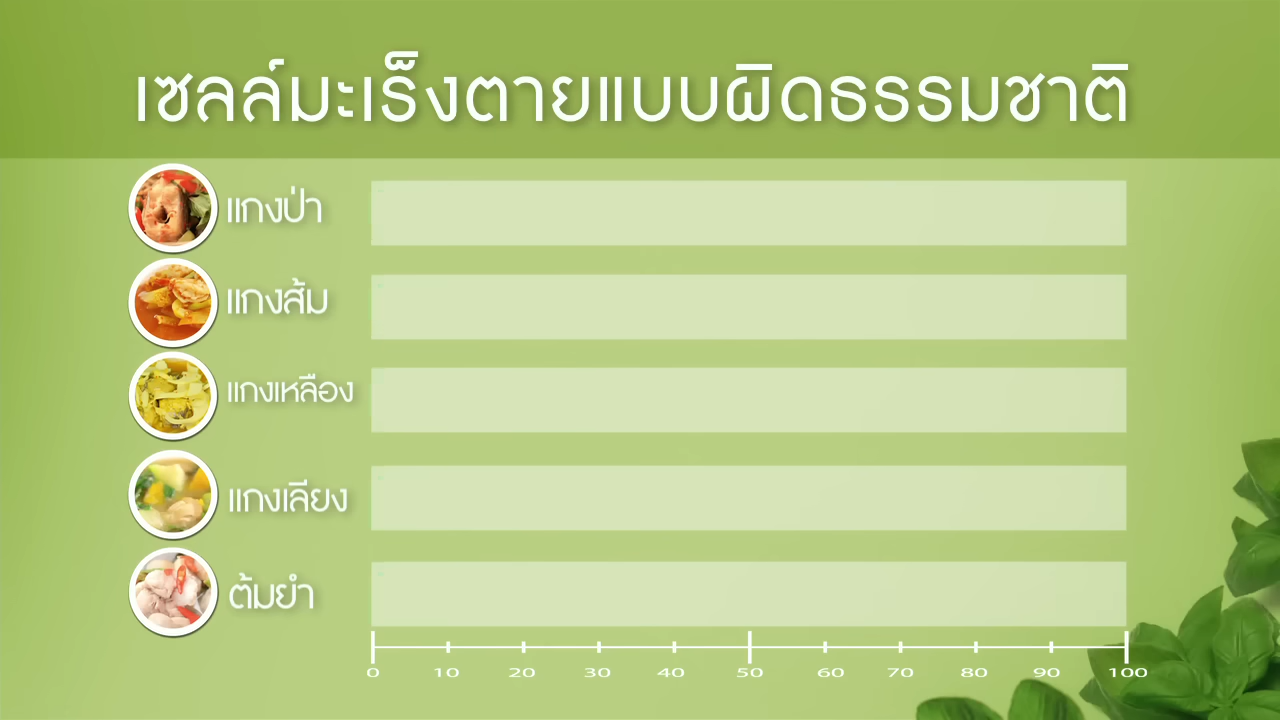 เซลล์มะเร็งตายแบบผิดธรรมชาติ
แกงป่า
แกงส้ม
แกงเหลือง
แกงเลียง
ต้มยำ
0 10 20 30 40 50 60 70 80 90 100